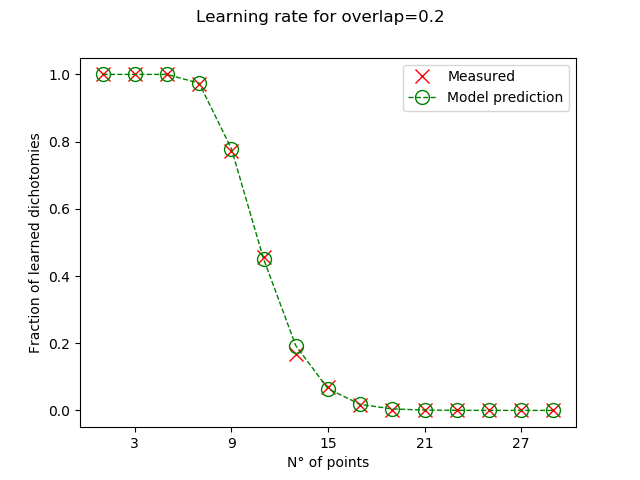 Learning rate for overlap=0.2
Measured
Model prediction
Fraction of learned dichotomies
1.0
0.8
0.6
0.4
0.2
0.0
3 9 15 21 27
N° of points